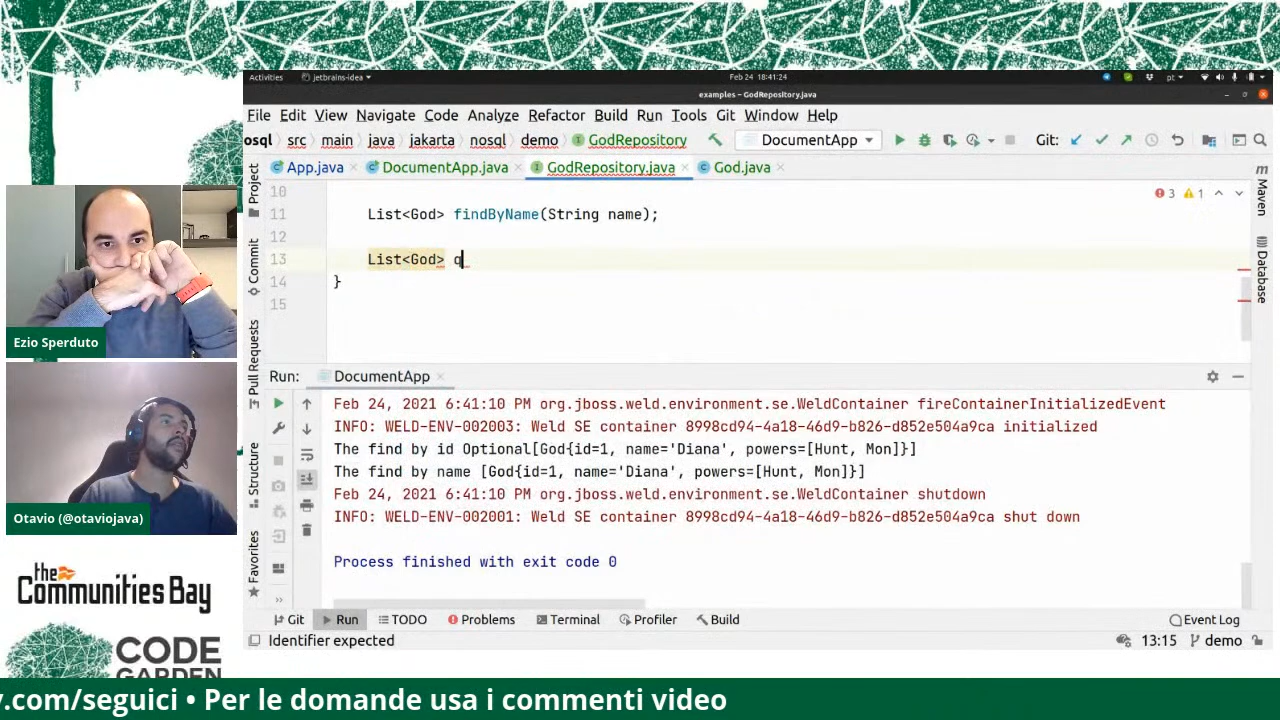 Activities
jetbrains-idea
Feb 24 18:41:24
pt
examples – GodRepository.java
File Edit View Navigate Code Analyze Refactor Build Run Tools Git Window Help
osql src main java jakarta nosql demo GodRepository
DocumentApp
Git:
App.java
DocumentApp.java
GodRepository.java
God.java
Project
Commit
Pull Requests
Structure
Favorites
Maven
Database
3 1
10
11 List<God> findByName(String name);
12
13 List<God> q
14 }
15
Run: DocumentApp
Feb 24, 2021 6:41:10 PM org.jboss.weld.environment.se.WeldContainer fireContainerInitializedEvent
INFO: WELD-ENV-002003: Weld SE container 8998cd94-4a18-46d9-b826-d852e504a9ca initialized
The find by id Optional[God{id=1, name='Diana', powers=[Hunt, Mon]}]
The find by name [God{id=1, name='Diana', powers=[Hunt, Mon]}]
Feb 24, 2021 6:41:10 PM org.jboss.weld.environment.se.WeldContainer shutdown
INFO: WELD-ENV-002001: Weld SE container 8998cd94-4a18-46d9-b826-d852e504a9ca shut down
Process finished with exit code 0
Git Run TODO Problems Terminal Profiler Build
Event Log
Identifier expected
13:15
demo
Ezio Sperduto
Otavio (@otaviojava)
the
Communities Bay
CODE
GARDEN
y.com/seguici • Per le domande usa i commenti video